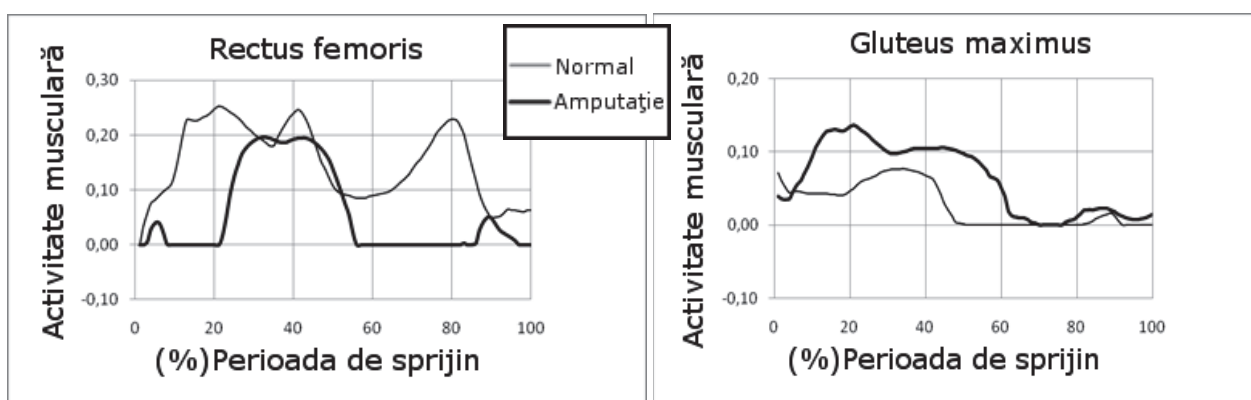 Rectus femoris
Activitate musculară
0,30
0,20
0,10
0,00
-0,10
0 20 40 60 80 100
(%)Perioada de sprijin
Normal
Amputaţie
Gluteus maximus
Activitate musculară
0,20
0,10
0,00
-0,10
0 20 40 60 80 100
(%)Perioada de sprijin